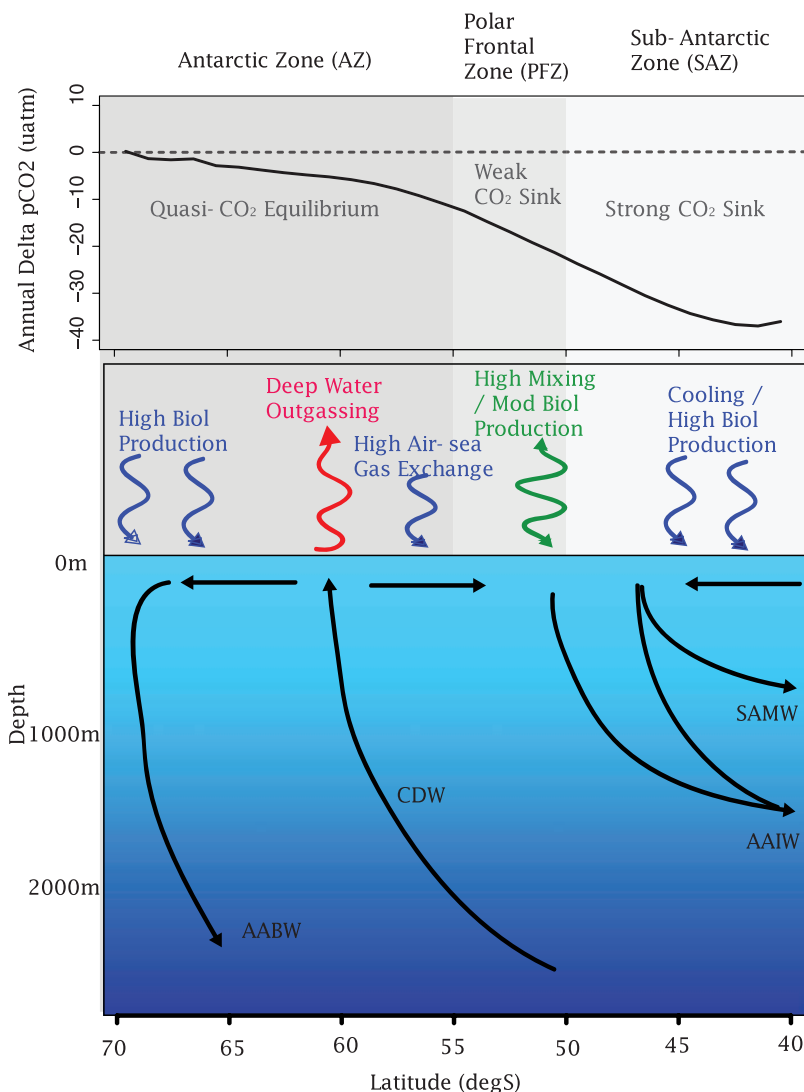 Antarctic Zone (AZ)
Polar
Frontal
Zone (PFZ)
Sub- Antarctic
Zone (SAZ)
Annual Delta pCO2 (uatm)
10
0
−10
−20
−30
−40
Quasi- CO₂ Equilibrium
Weak
CO₂ Sink
Strong CO₂ Sink
High Biol
Production
Deep Water
Outgassing
High Air- sea
Gas Exchange
High Mixing
/ Mod Biol
Production
Cooling /
High Biol
Production
Depth
0m
1000m
2000m
AABW
CDW
SAMW
AAIW
70 65 60 55 50 45 40
Latitude (degS)